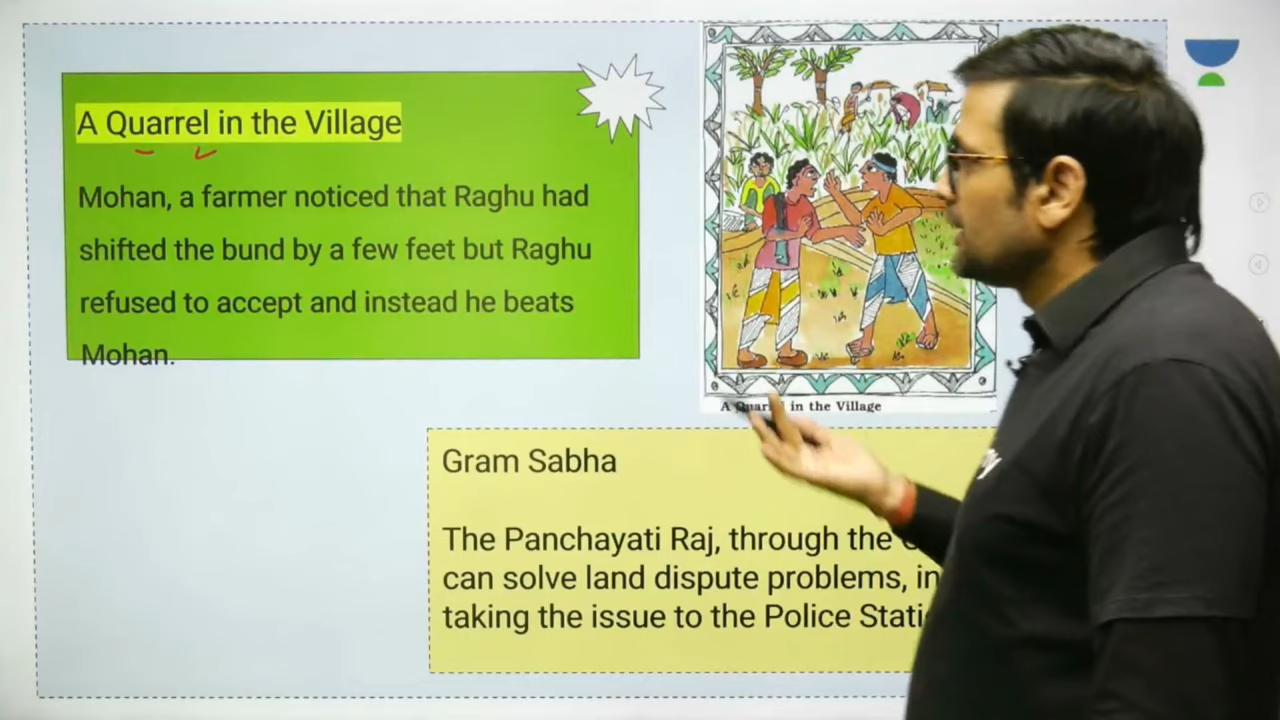 A Quarrel in the Village
Mohan, a farmer noticed that Raghu had
shifted the bund by a few feet but Raghu
refused to accept and instead he beats
Mohan.
A Quarrel in the Village
Gram Sabha
The Panchayati Raj, through the
can solve land dispute problems,
taking the issue to the Police